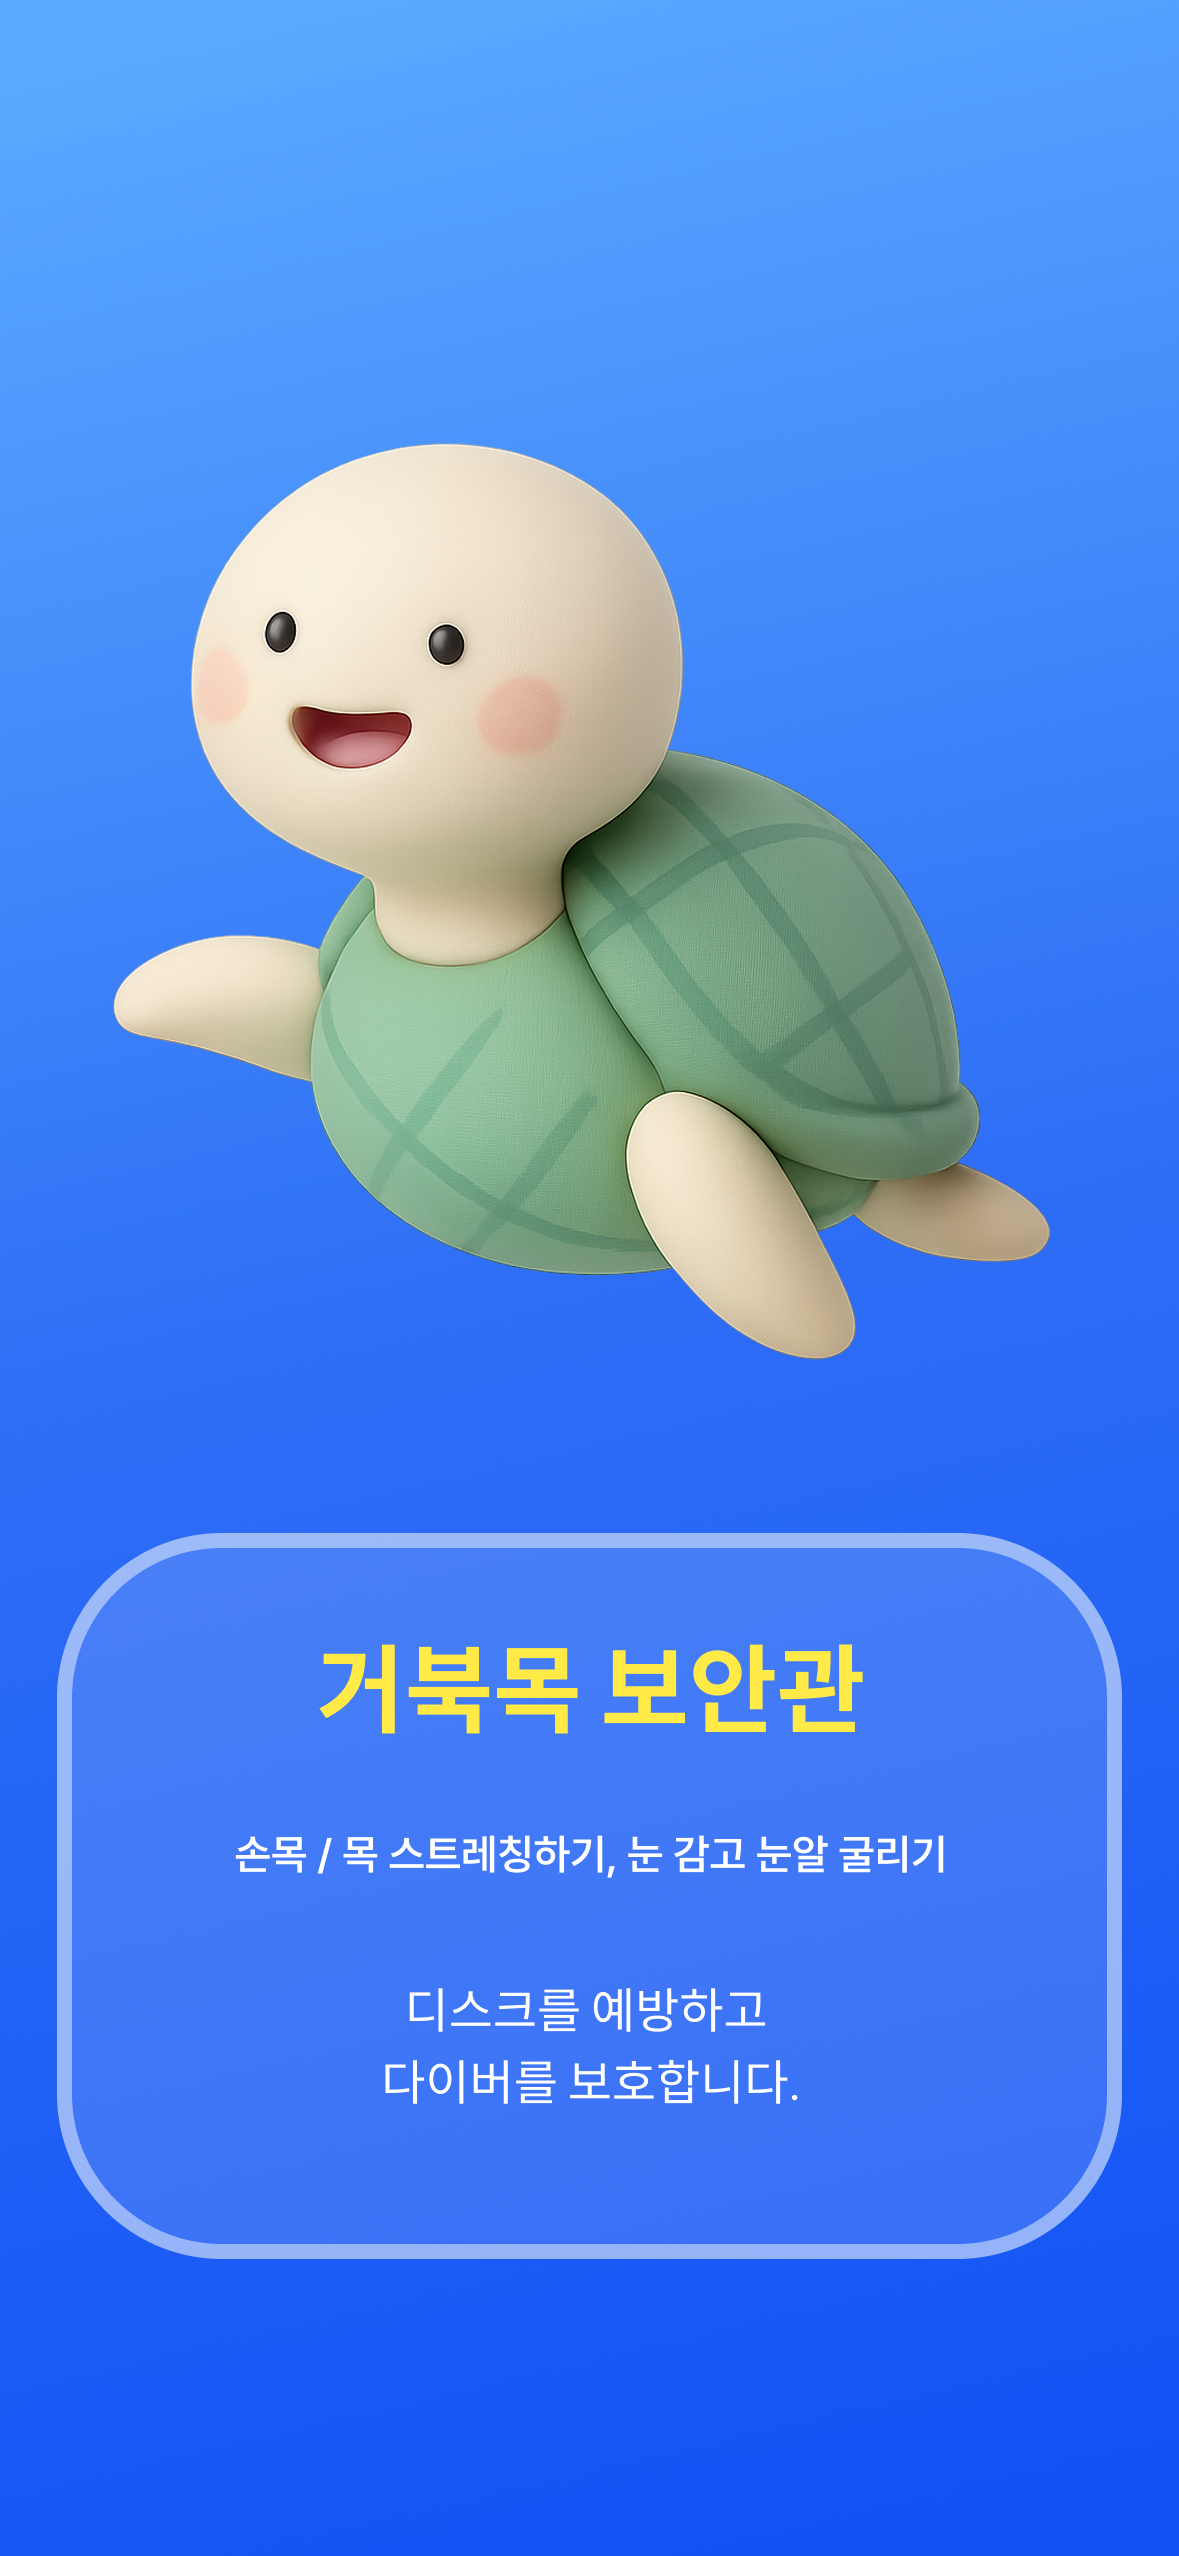 거북목 보안관
손목 / 목 스트레칭하기, 눈 감고 눈알 굴리기
디스크를 예방하고
다이버를 보호합니다.